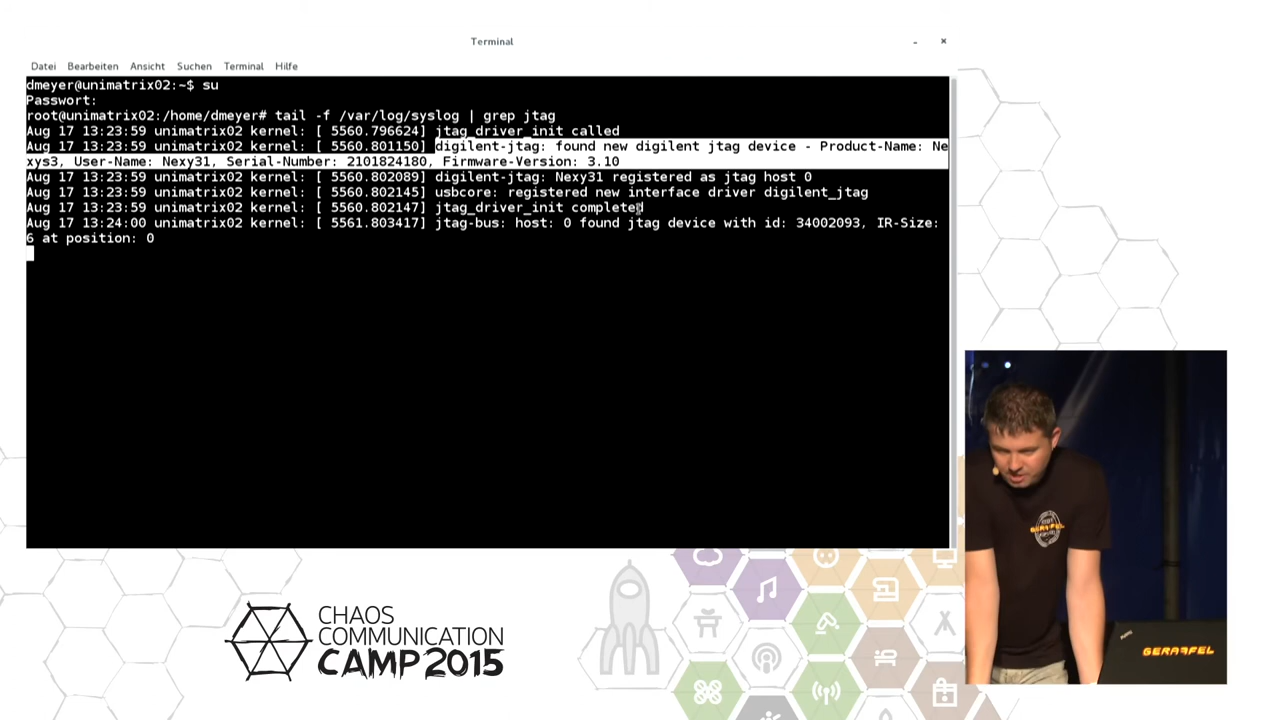 Terminal
Datei Bearbeiten Ansicht Suchen Terminal Hilfe
dmeyer@unimatrix02:~$ su
Passwort:
root@unimatrix02:/home/dmeyer# tail -f /var/log/syslog | grep jtag
Aug 17 13:23:59 unimatrix02 kernel: [ 5560.796624] jtag_driver_init called
Aug 17 13:23:59 unimatrix02 kernel: [ 5560.801150] digilent-jtag: found new digilent jtag device - Product-Name: Ne
xys3, User-Name: Nexy31, Serial-Number: 2101824180, Firmware-Version: 3.10
Aug 17 13:23:59 unimatrix02 kernel: [ 5560.802089] digilent-jtag: Nexy31 registered as jtag host 0
Aug 17 13:23:59 unimatrix02 kernel: [ 5560.802145] usbcore: registered new interface driver digilent_jtag
Aug 17 13:23:59 unimatrix02 kernel: [ 5560.802147] jtag_driver_init completed
Aug 17 13:24:00 unimatrix02 kernel: [ 5561.803417] jtag-bus: host: 0 found jtag device with id: 34002093, IR-Size:
6 at position: 0
CHAOS
COMMUNICATION
CAMP 2015